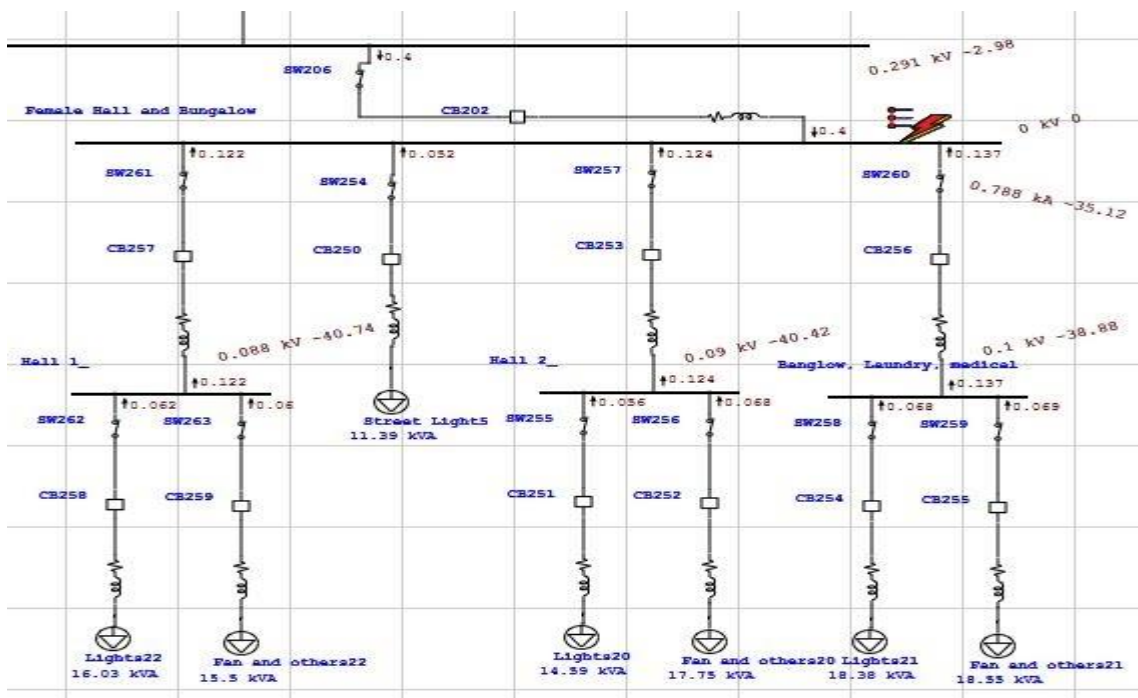 0.4
0.291 kV -2.98
SW206
Female Hall and Bungalow
CB202
0.4
0 kV 0
0.122
0.052
0.124
0.137
SW261
SW254
SW257
SW260
0.788 kA -35.12
CB257
CB250
CB253
CB256
0.088 kV -40.74
0.09 kV -40.42
0.1 kV -38.88
Hall 1_
Hall 2_
Banglow, Laundry, medical
0.122
0.124
0.137
0.062
0.06
0.056
0.068
0.068
0.069
SW262
SW263
Street Light5
11.39 kVA
SW255
SW256
SW258
SW259
CB258
CB259
CB251
CB252
CB254
CB255
Lights22
16.03 kVA
Fan and others22
15.5 kVA
Lights20
14.59 kVA
Fan and others20
17.75 kVA
Lights21
18.38 kVA
Fan and others21
18.55 kVA